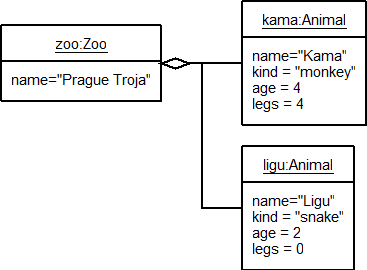 zoo:Zoo
name="Prague Troja"
kama:Animal
name="Kama"
kind = "monkey"
age = 4
legs = 4
ligu:Animal
name="Ligu"
kind = "snake"
age = 2
legs = 0